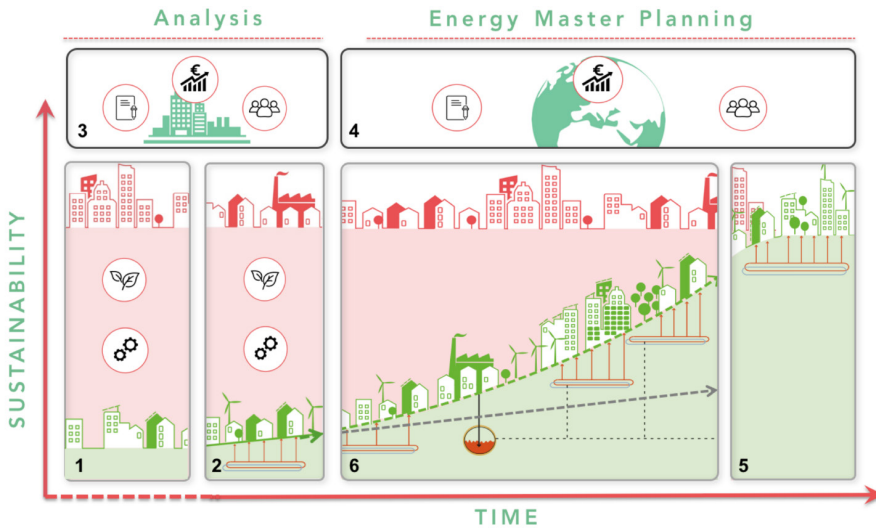 Analysis
Energy Master Planning
€
€
3
4
SUSTAINABILITY
1
2
6
5
TIME